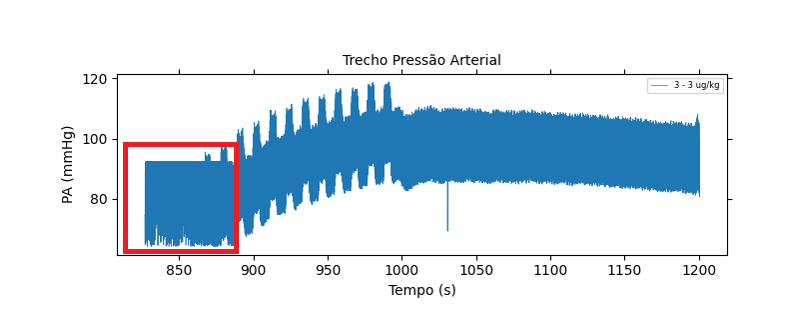 Trecho Pressão Arterial
3 - 3 ug/kg
120
100
80
PA (mmHg)
850 900 950 1000 1050 1100 1150 1200
Tempo (s)